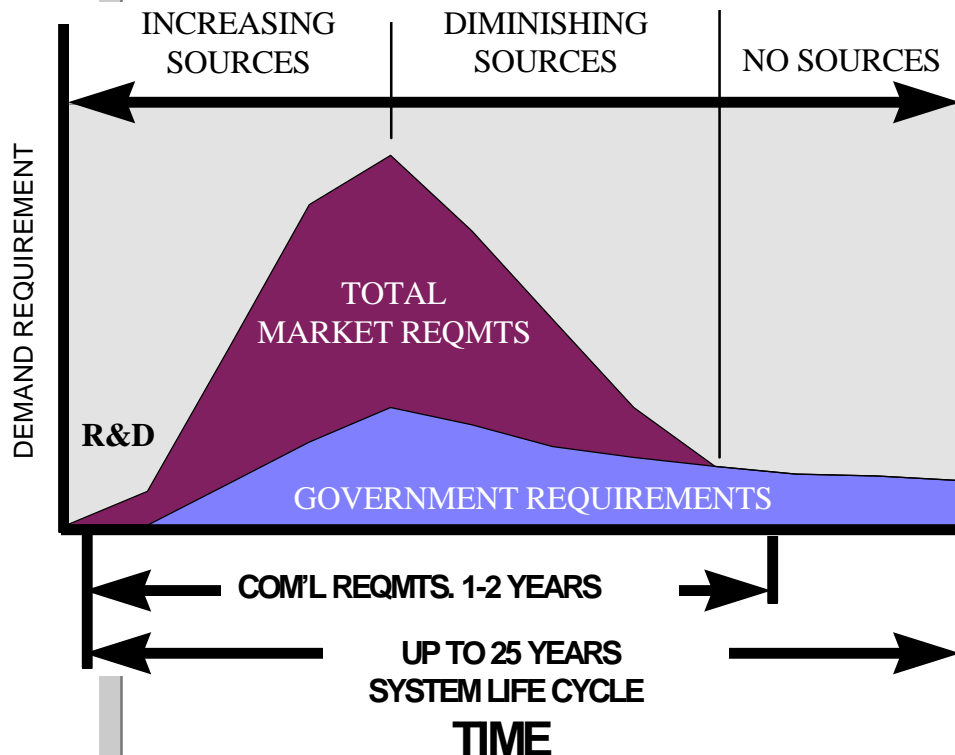 INCREASING
SOURCES
DIMINISHING
SOURCES
NO SOURCES
DEMAND REQUIREMENT
TOTAL
MARKET REQMTS
R&D
GOVERNMENT REQUIREMENTS
COM'L REQMTS. 1-2 YEARS
UP TO 25 YEARS
SYSTEM LIFE CYCLE
TIME